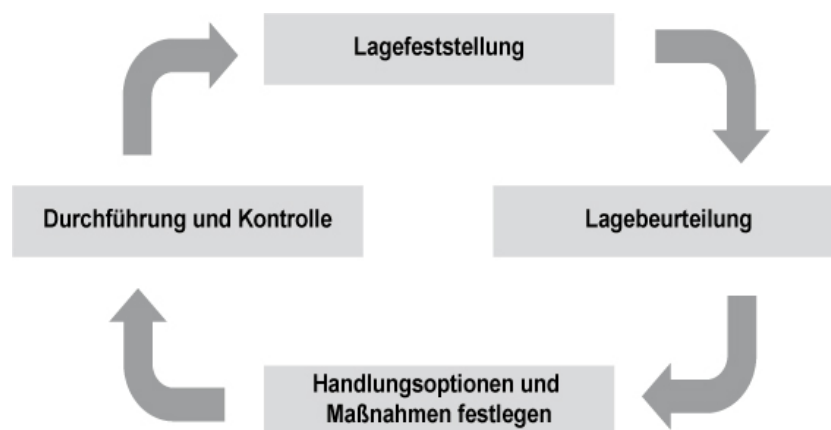 Lagefeststellung
Durchführung und Kontrolle
Lagebeurteilung
Handlungsoptionen und
Maßnahmen festlegen